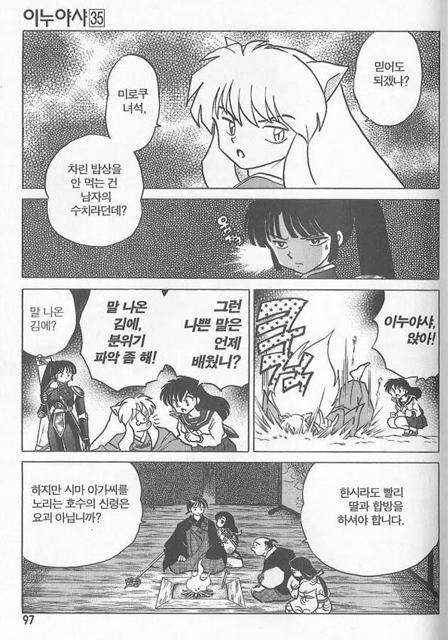 이누야샤 35
믿어도
되겠나?
미로쿠
녀석,
차린 밥상을
안 먹는 건
남자의
수치라던데?
이누야샤,
앉아!
그런
나쁜 말은
언제
배웠니?
말 나온
김에,
분위기
파악 좀 해!
말 나온
김에?
한시라도 빨리
딸과 합방을
하셔야 합니다.
하지만 시마 아가씨를
노리는 호수의 신령은
요괴 아닙니까?
97